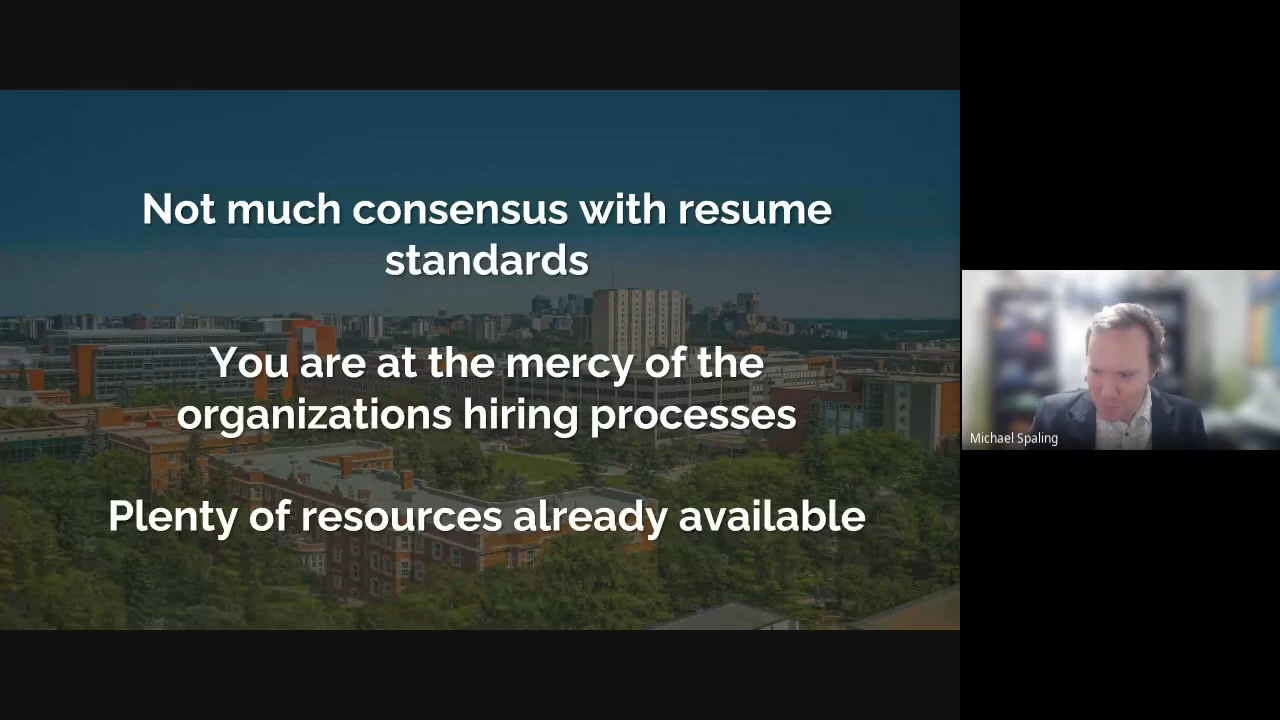 Not much consensus with resume
standards
You are at the mercy of the
organizations hiring processes
Plenty of resources already available
Michael Spaling